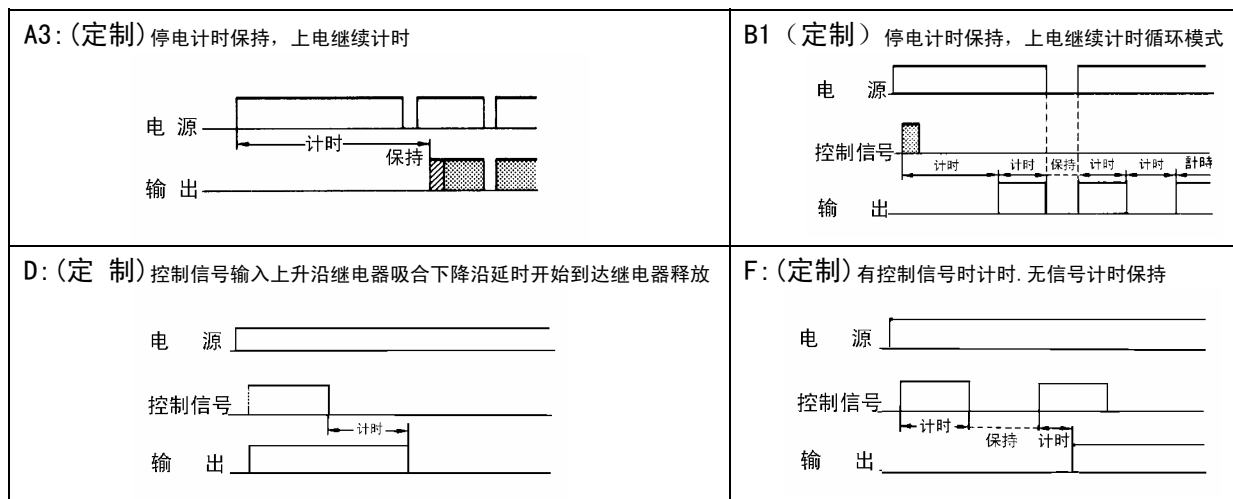 A3:(定制)停电计时保持，上电继续计时
电 源
计时
保持
输 出
B1（定制）停电计时保持，上电继续计时循环模式
电 源
控制信号
计时 计时 保持 计时 计时 計時
输 出
D:(定 制)控制信号输入上升沿继电器吸合下降沿延时开始到达继电器释放
电 源
控制信号
计时
输 出
F:(定制)有控制信号时计时.无信号计时保持
电 源
控制信号
计时 保持 计时
输 出